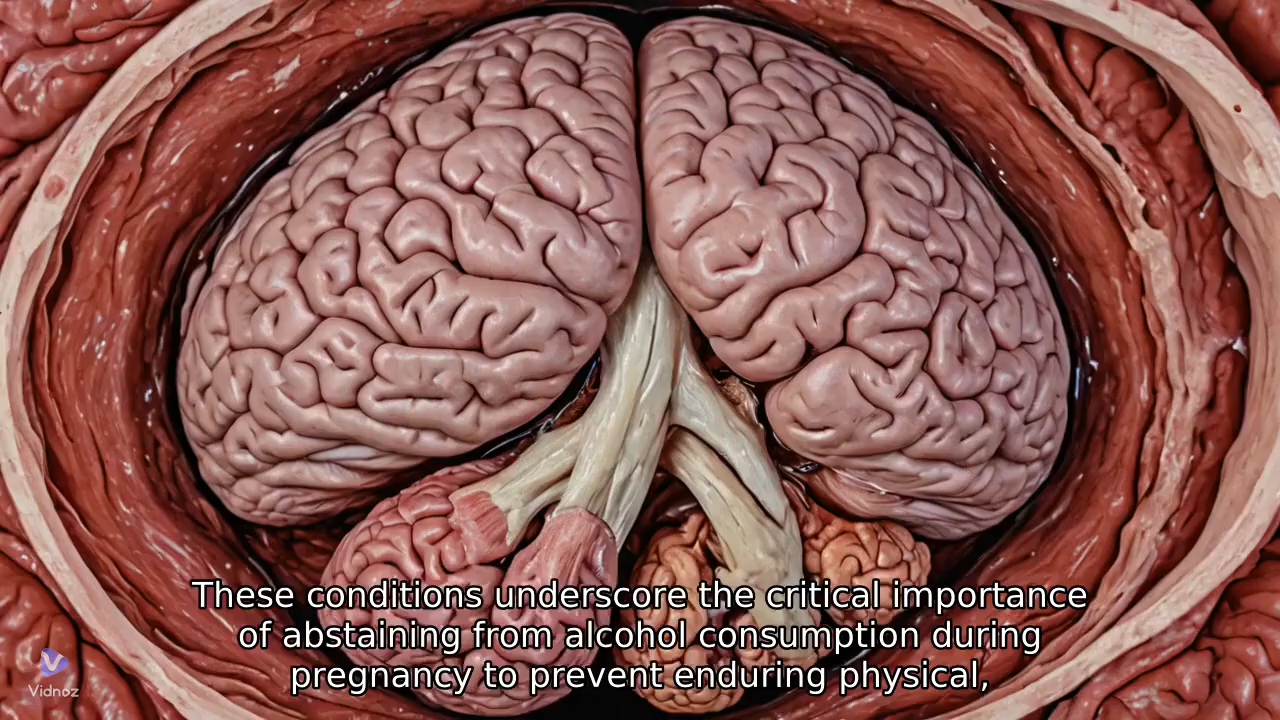 These conditions underscore the critical importance
of abstaining from alcohol consumption during
pregnancy to prevent enduring physical,
Vidnoz